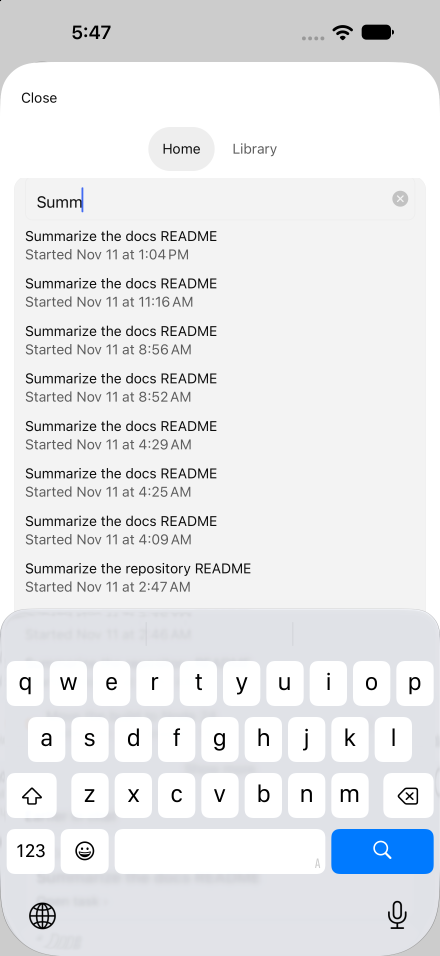 5:47
Close
Home Library
Summ
Summarize the docs README
Started Nov 11 at 1:04 PM
Summarize the docs README
Started Nov 11 at 11:16 AM
Summarize the docs README
Started Nov 11 at 8:56 AM
Summarize the docs README
Started Nov 11 at 8:52 AM
Summarize the docs README
Started Nov 11 at 4:29 AM
Summarize the docs README
Started Nov 11 at 4:25 AM
Summarize the docs README
Started Nov 11 at 4:09 AM
Summarize the repository README
Started Nov 11 at 2:47 AM
q w e r t y u i o p
a s d f g h j k l
z x c v b n m
123
A